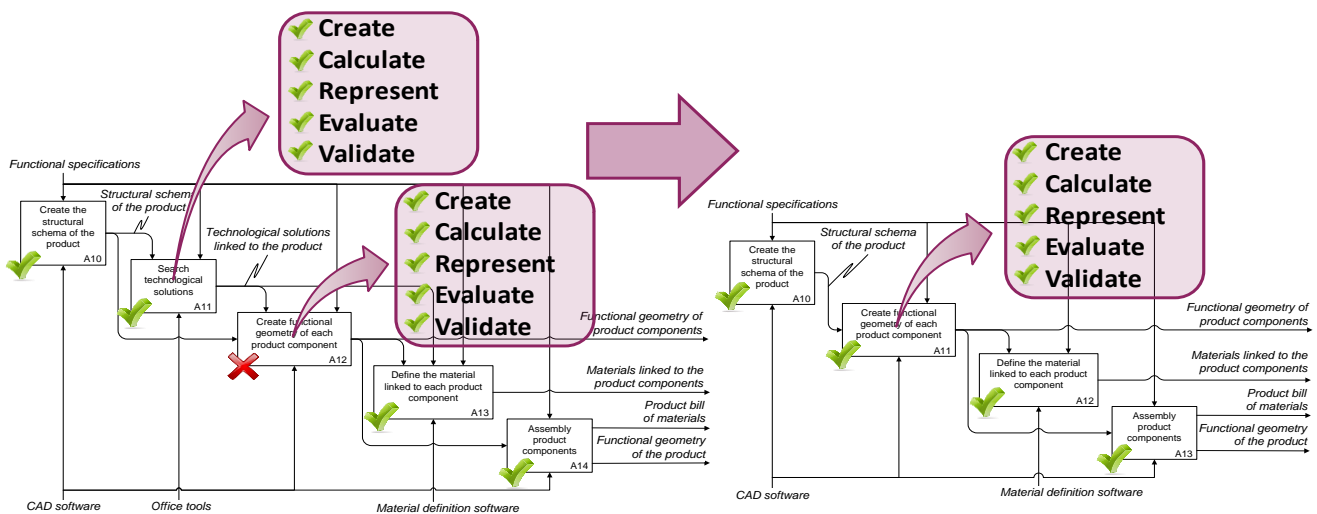 Create
Calculate
Represent
Evaluate
Validate
Functional specifications
Structural schema
of the product
Create the
structural
schema of the
product
A10
Technological solutions
linked to the product
Search
technological
solutions
A11
Create
Calculate
Represent
Evaluate
Validate
Create functional
geometry of each
product component
A12
Functional geometry of
product components
Define the material
linked to each product
component
A13
Materials linked to the
product components
Product bill
of materials
Assembly
product
components
A14
Functional geometry
of the product
CAD software
Office tools
Material definition software
Create
Calculate
Represent
Evaluate
Validate
Functional specifications
Structural schema
of the product
Create the
structural
schema of the
product
A10
Create functional
geometry of each
product component
A11
Functional geometry of
product components
Define the material
linked to each product
component
A12
Materials linked to the
product components
Product bill
of materials
Assembly
product
components
A13
Functional geometry
of the product
CAD software
Material definition software